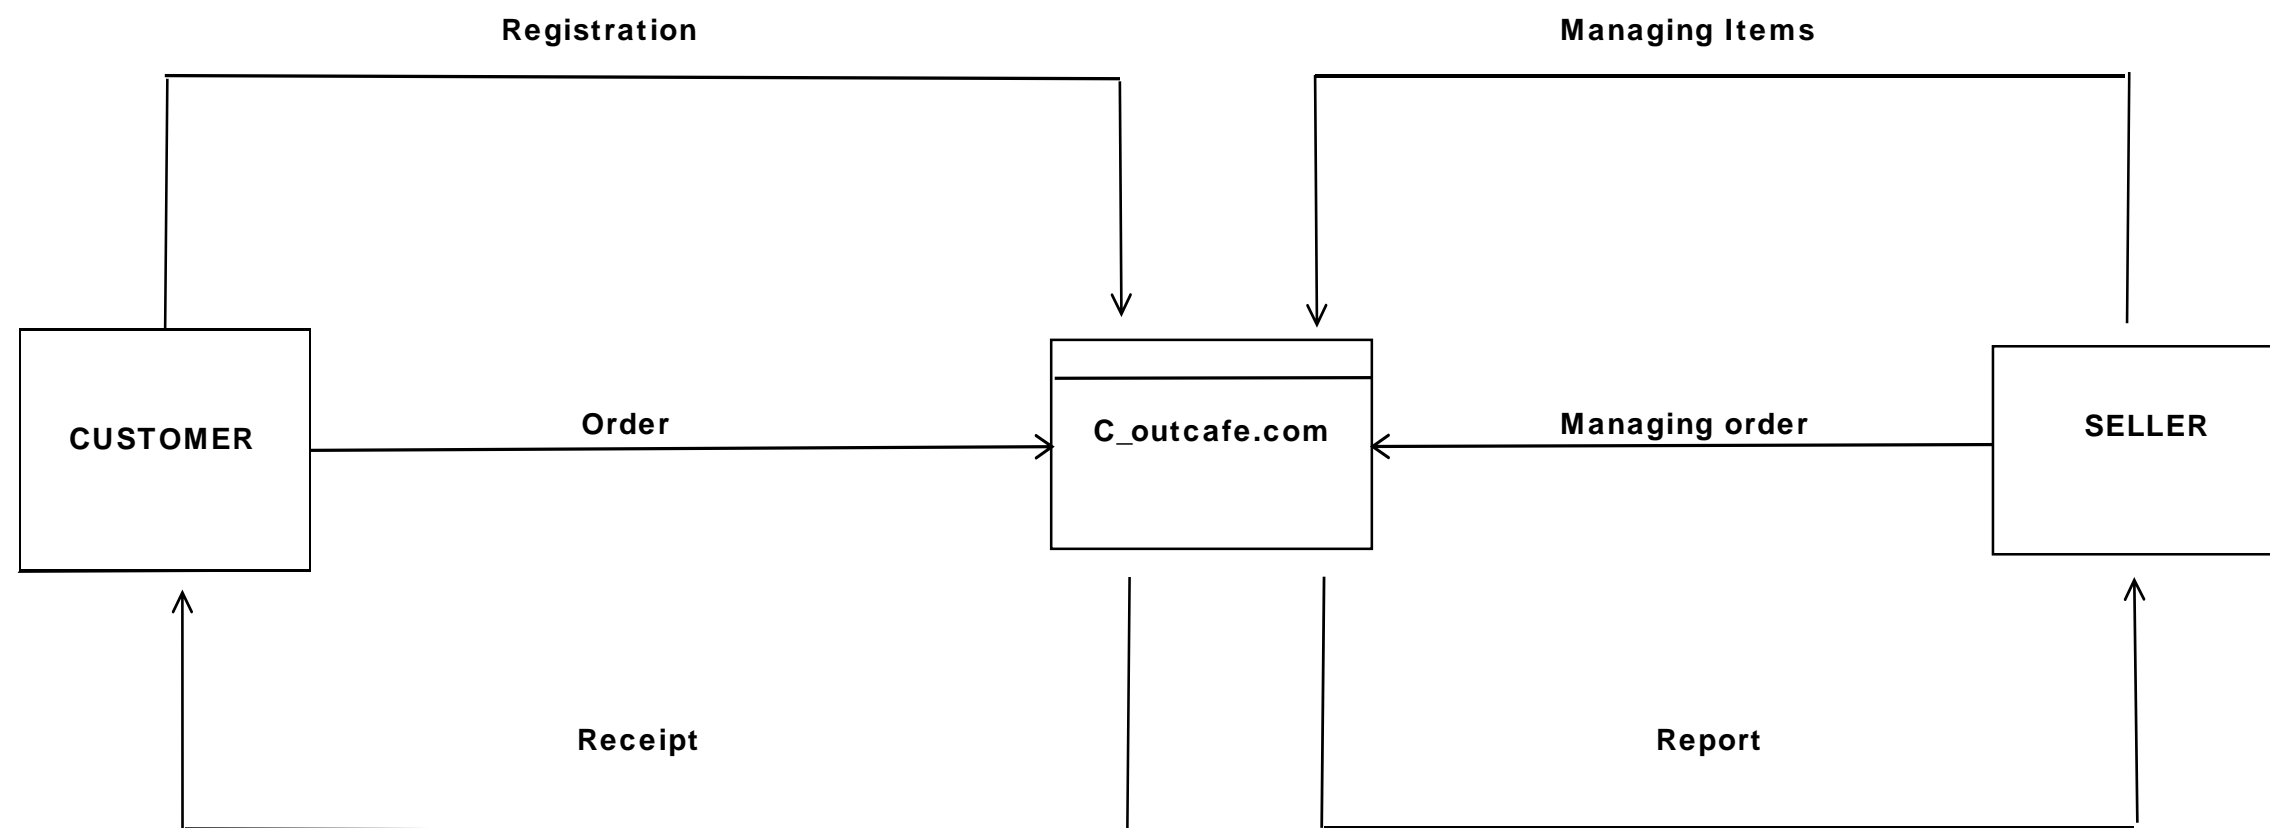 Registration
Managing Items
CUSTOMER
Order
C_outcafe.com
Managing order
SELLER
Receipt
Report